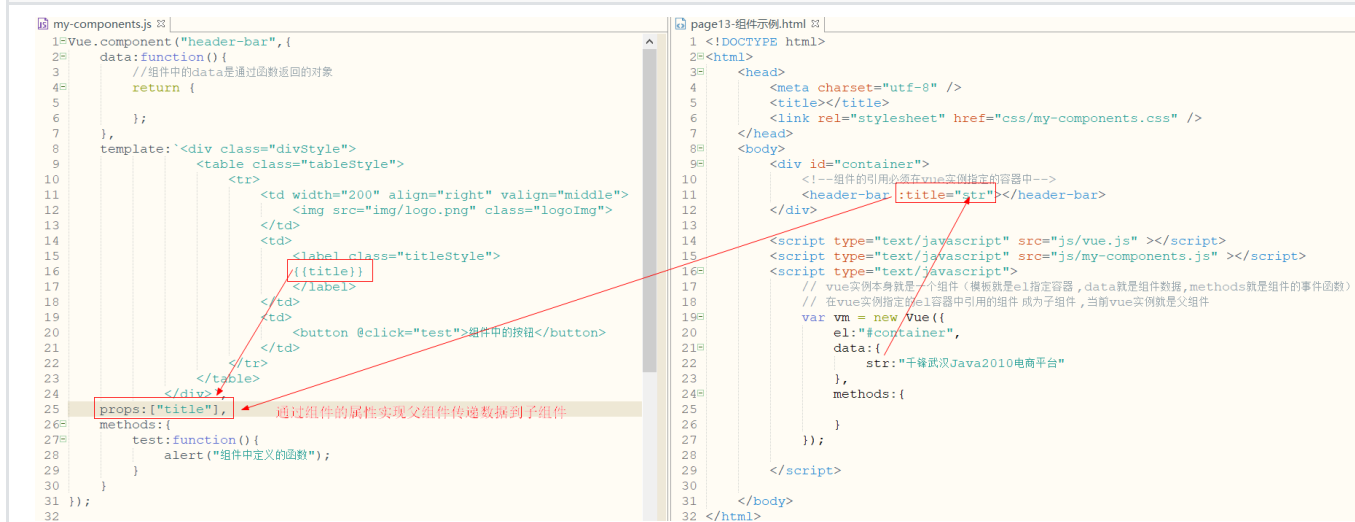 my-components.js
1 Vue.component("header-bar",{
2 data:function(){
3 //组件中的data是通过函数返回的对象
4 return {
5
6 };
7 },
8 template:`<div class="divStyle">
9 <table class="tableStyle">
10 <tr>
11 <td width="200" align="right" valign="middle">
12 <img src="img/logo.png" class="logoImg">
13 </td>
14 <td>
15 <label class="titleStyle">
16 {{title}}
17 </label>
18 </td>
19 <td>
20 <button @click="test">组件中的按钮</button>
21 </td>
22 </tr>
23 </table>
24 </div>`,
25 props:["title"], 通过组件的属性实现父组件传递数据到子组件
26 methods:{
27 test:function(){
28 alert("组件中定义的函数");
29 }
30 }
31 });
32
page13-组件示例.html
1 <!DOCTYPE html>
2 <html>
3 <head>
4 <meta charset="utf-8" />
5 <title></title>
6 <link rel="stylesheet" href="css/my-components.css" />
7 </head>
8 <body>
9 <div id="container">
10 <!--组件的引用必须在vue实例指定的容器中-->
11 <header-bar :title="str"></header-bar>
12 </div>
13
14 <script type="text/javascript" src="js/vue.js" ></script>
15 <script type="text/javascript" src="js/my-components.js" ></script>
16 <script type="text/javascript">
17 // vue实例本身就是一个组件（模板就是el指定容器 ,data就是组件数据,methods就是组件的事件函数）
18 // 在vue实例指定的el容器中引用的组件 成为子组件 ,当前vue实例就是父组件
19 var vm = new Vue({
20 el:"#container",
21 data:{
22 str:"千锋武汉Java2010电商平台"
23 },
24 methods:{
25
26 }
27 });
28
29 </script>
30
31 </body>
32 </html>